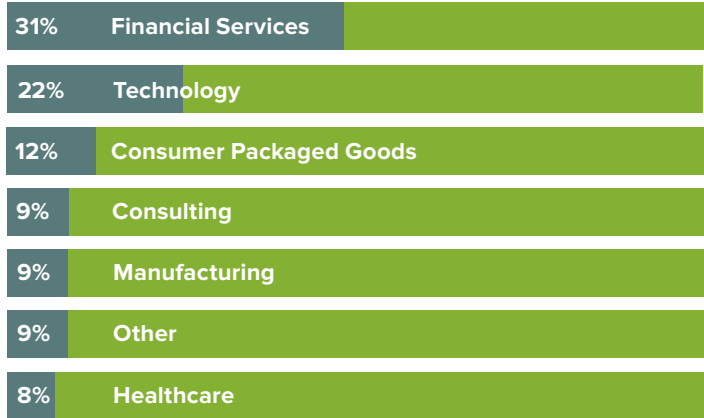 31% Financial Services
22% Technology
12% Consumer Packaged Goods
9% Consulting
9% Manufacturing
9% Other
8% Healthcare